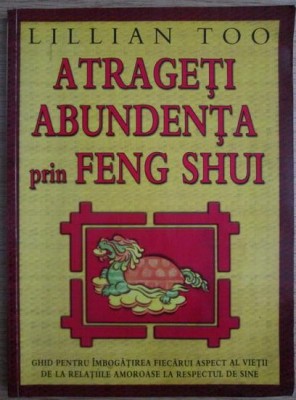 LILLIAN TOO
ATRAGEȚI
ABUNDENȚA
prin FENG SHUI
GHID PENTRU ÎMBOGĂȚIREA FIECĂRUI ASPECT AL VIEȚII
DE LA RELAȚIILE AMOROASE LA RESPECTUL DE SINE